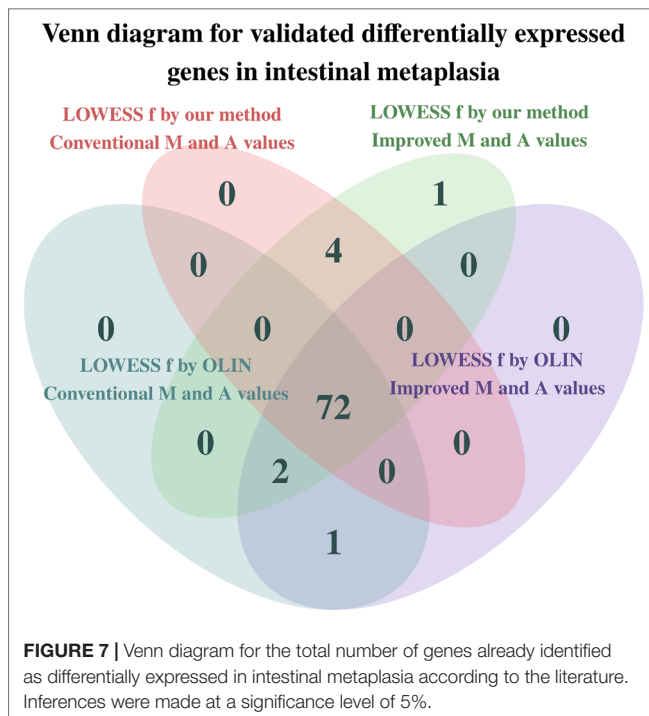 Venn diagram for validated differentially expressed
genes in intestinal metaplasia
LOWESS f by our method
Conventional M and A values
LOWESS f by our method
Improved M and A values
0
1
0
4
0
0
0
0
0
LOWESS f by OLIN
Conventional M and A values
LOWESS f by OLIN
Improved M and A values
72
0
2
0
0
1
FIGURE 7 | Venn diagram for the total number of genes already identified
as differentially expressed in intestinal metaplasia according to the literature.
Inferences were made at a significance level of 5%.